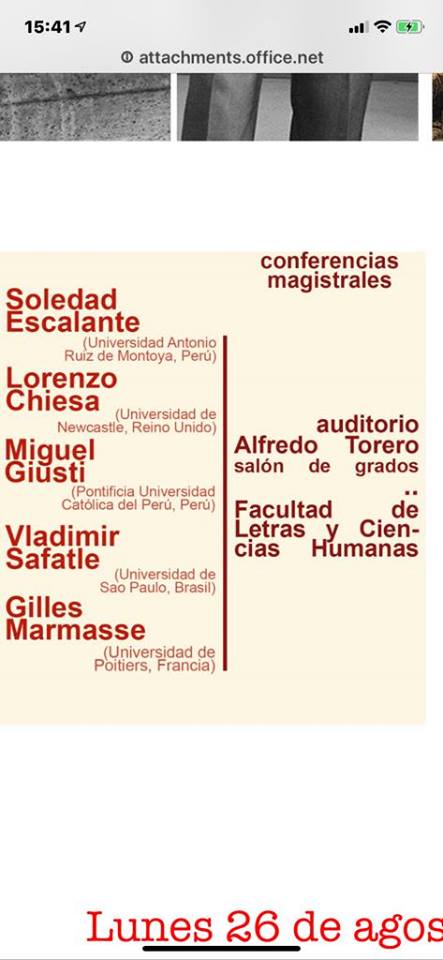 15:41
attachments.office.net
conferencias
magistrales
Soledad
Escalante
(Universidad Antonio
Ruiz de Montoya, Perú)
Lorenzo
Chiesa
(Universidad de
Newcastle, Reino Unido)
Miguel
Giusti
(Pontificia Universidad
Católica del Perú, Perú)
Vladimir
Safatle
(Universidad de
Sao Paulo, Brasil)
Gilles
Marmasse
(Universidad de
Poitiers, Francia)
auditorio
Alfredo Torero
salón de grados
..
Facultad de
Letras y Cien-
cias Humanas
Lunes 26 de agos